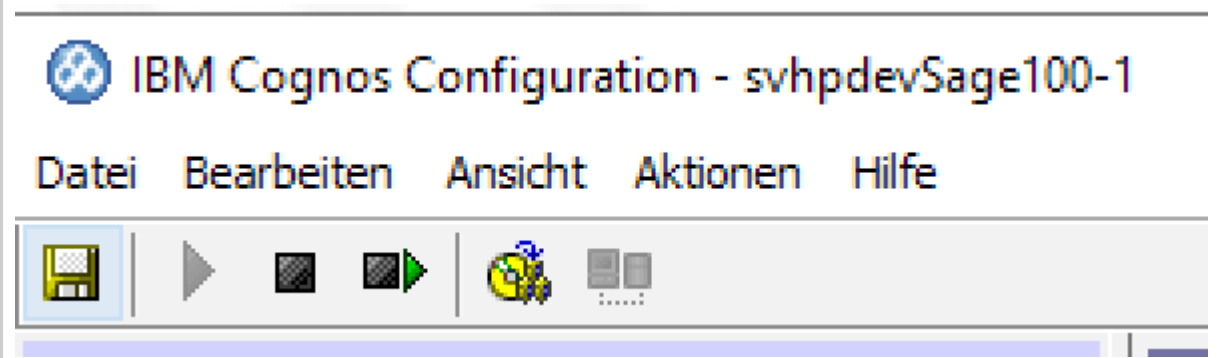 IBM Cognos Configuration - svhpdevSage100-1
Datei Bearbeiten Ansicht Aktionen Hilfe